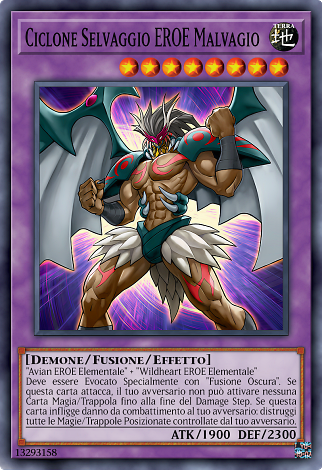 Ciclone Selvaggio EROE Malvagio
TERRA
地
[Demone/Fusione/Effetto]
"Avian EROE Elementale" + "Wildheart EROE Elementale"
Deve essere Evocato Specialmente con "Fusione Oscura". Se
questa carta attacca, il tuo avversario non può attivare nessuna
Carta Magia/Trappola fino alla fine del Damage Step. Se questa
carta infligge danno da combattimento al tuo avversario: distruggi
tutte le Magie/Trappole Posizionate controllate dal tuo avversario.
ATK/1900 DEF/2300
13293158